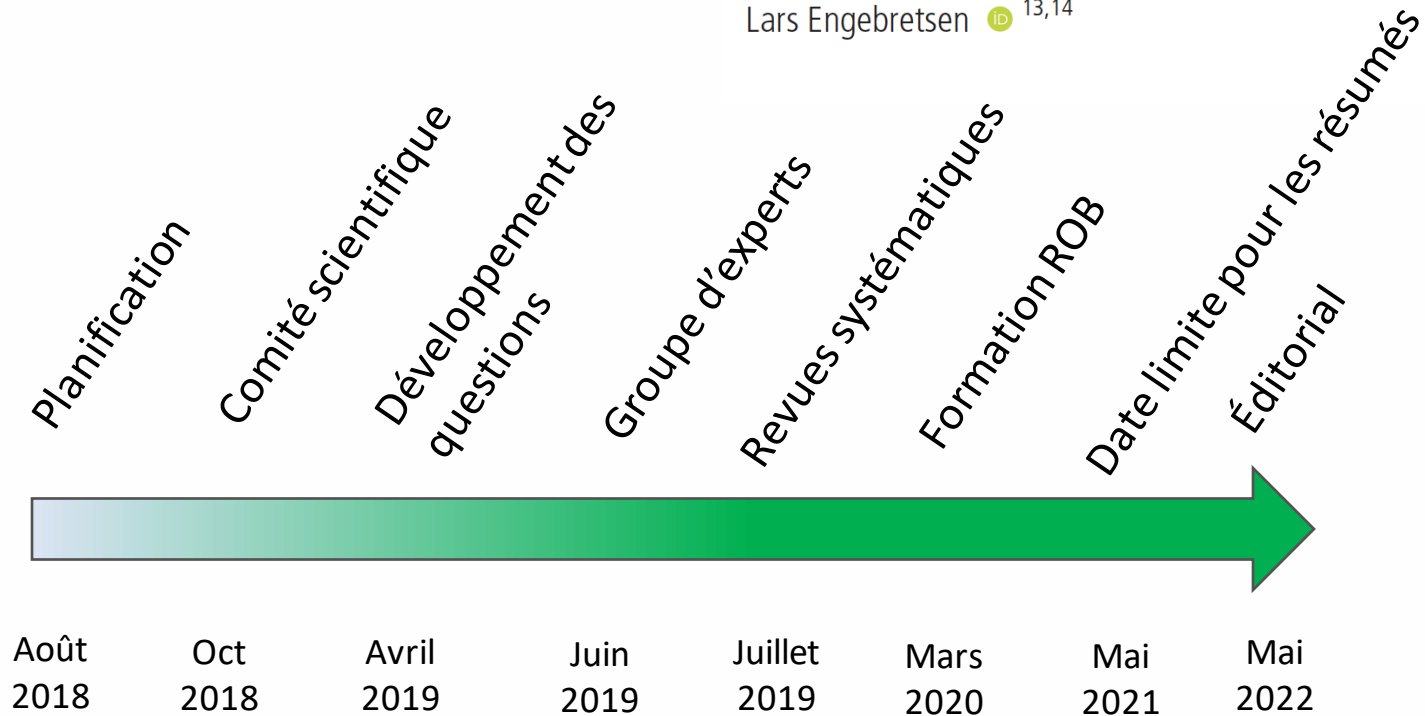 Lars Engebretsen iD 13,14
Planification
Comité scientifique
Développement des
questions
Groupe d'experts
Revues systématiques
Formation ROB
Date limite pour les résumés
Éditorial
Août
2018
Oct
2018
Avril
2019
Juin
2019
Juillet
2019
Mars
2020
Mai
2021
Mai
2022